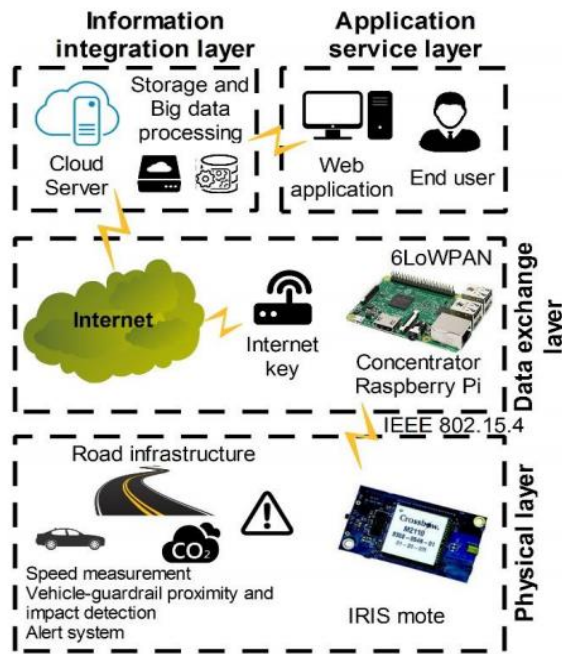 Information
integration layer
Application
service layer
Storage and
Big data
processing
Cloud
Server
Web
application
End user
6LoWPAN
Internet
Internet
key
Concentrator
Raspberry Pi
Data exchange
layer
IEEE 802.15.4
Road infrastructure
CO2
Speed measurement
Vehicle-guardrail proximity and
impact detection
Alert system
Crossbow
M2110
IRIS mote
Physical layer